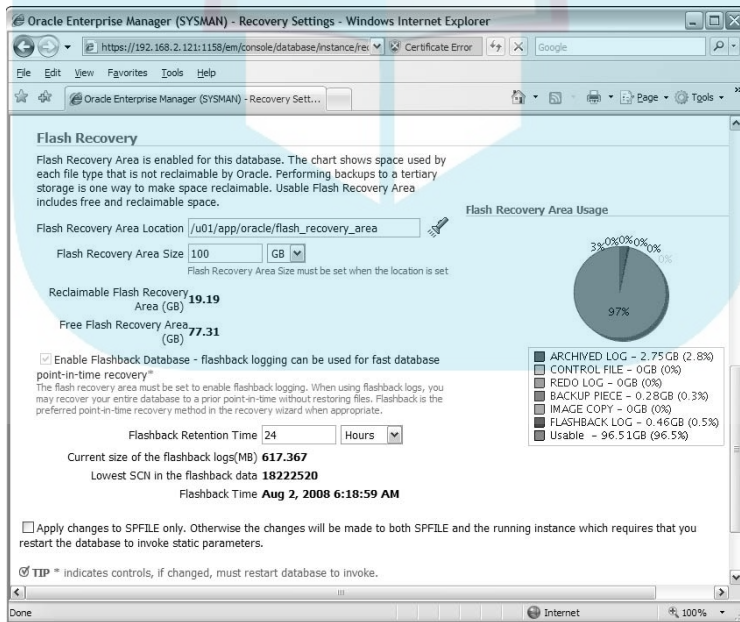 Oracle Enterprise Manager (SYSMAN) - Recovery Settings - Windows Internet Explorer
https://192.168.2.121:1158/em/console/database/instance/rec
Certificate Error
Google
File Edit View Favorites Tools Help
Oracle Enterprise Manager (SYSMAN) - Recovery Sett...
Page Tools
Flash Recovery
Flash Recovery Area is enabled for this database. The chart shows space used by
each file type that is not reclaimable by Oracle. Performing backups to a tertiary
storage is one way to make space reclaimable. Usable Flash Recovery Area
includes free and reclaimable space.
Flash Recovery Area Location /u01/app/oracle/flash_recovery_area
Flash Recovery Area Size 100 GB
Flash Recovery Area Size must be set when the location is set
Reclaimable Flash Recovery
Area (GB) 19.19
Free Flash Recovery Area
(GB) 77.31
Enable Flashback Database - flashback logging can be used for fast database
point-in-time recovery*
The flash recovery area must be set to enable flashback logging. When using flashback logs, you
may recover your entire database to a prior point-in-time without restoring files. Flashback is the
preferred point-in-time recovery method in the recovery wizard when appropriate.
Flashback Retention Time 24 Hours
Current size of the flashback logs(MB) 617.367
Lowest SCN in the flashback data 18222520
Flashback Time Aug 2, 2008 6:18:59 AM
Flash Recovery Area Usage
3% 0% 0% 0% 0%
0%
97%
ARCHIVED LOG - 2.75GB (2.8%)
CONTROL FILE - 0GB (0%)
REDO LOG - 0GB (0%)
BACKUP PIECE - 0.28GB (0.3%)
IMAGE COPY - 0GB (0%)
FLASHBACK LOG - 0.46GB (0.5%)
Usable - 96.51GB (96.5%)
Apply changes to SPFILE only. Otherwise the changes will be made to both SPFILE and the running instance which requires that you
restart the database to invoke static parameters.
TIP * indicates controls, if changed, must restart database to invoke.
Done
Internet
100%